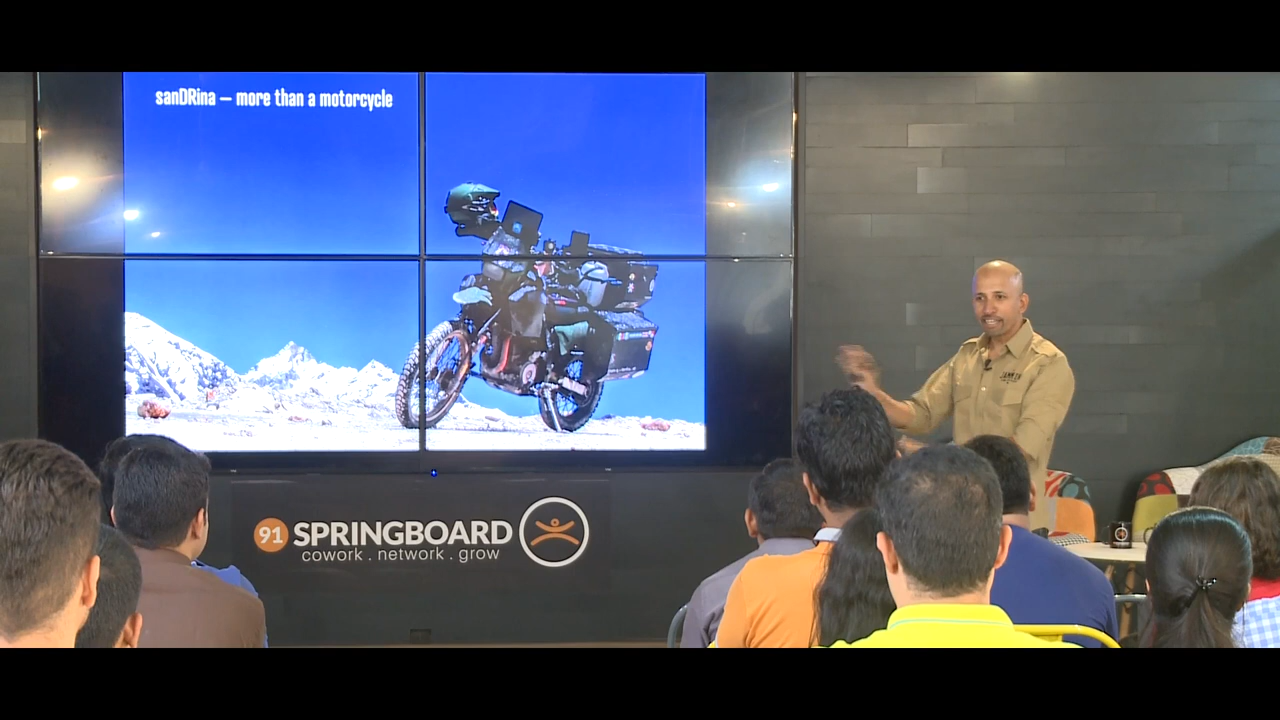 sanDRina – more than a motorcycle
91 SPRINGBOARD
cowork . network . grow